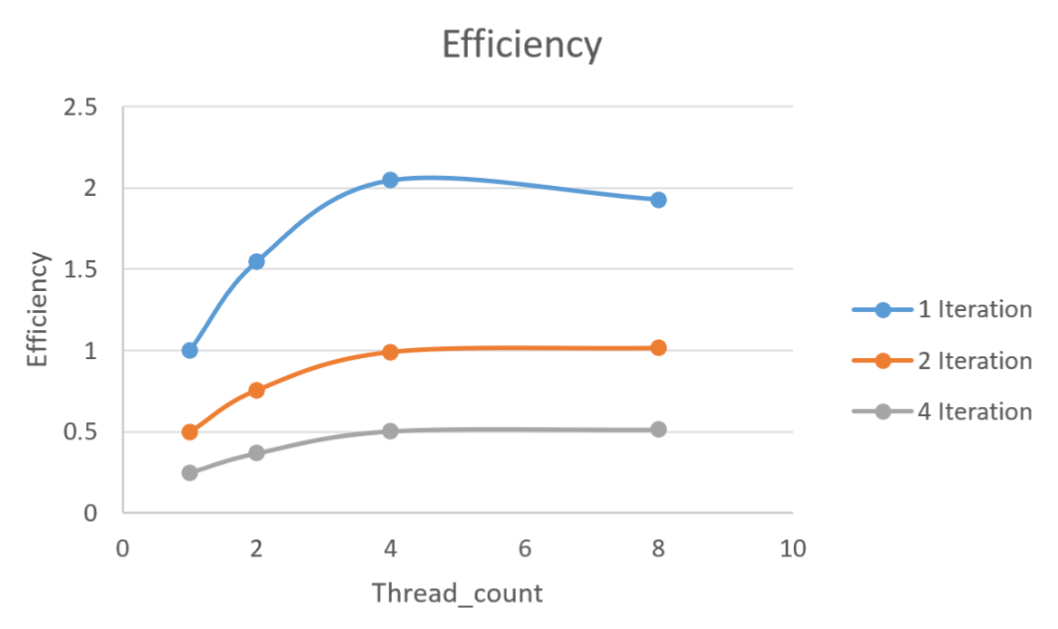 Efficiency
2.5
2
1.5
1
0.5
0
0 2 4 6 8 10
Efficiency
Thread_count
1 Iteration
2 Iteration
4 Iteration